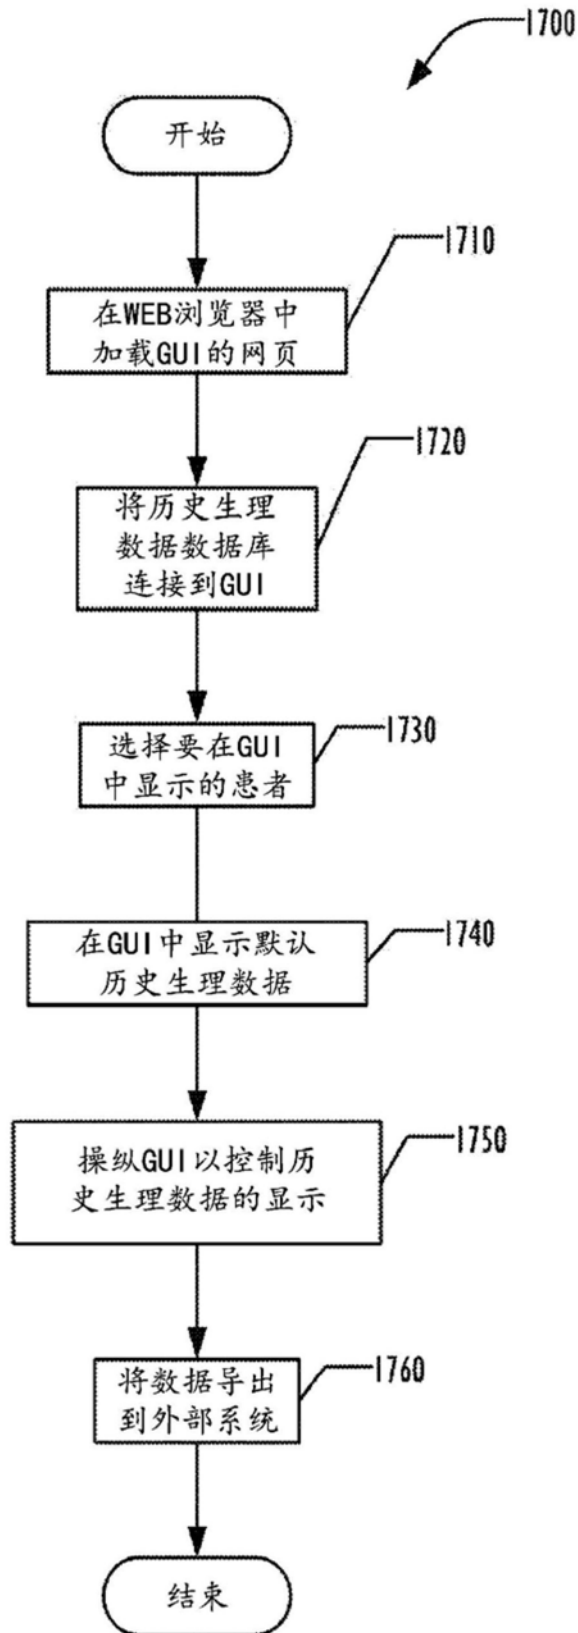 1700
开始
1710
在WEB浏览器中
加载GUI的网页
1720
将历史生理
数据数据库
连接到GUI
1730
选择要在GUI
中显示的患者
1740
在GUI中显示默认
历史生理数据
1750
操纵GUI以控制历
史生理数据的显示
1760
将数据导出
到外部系统
结束